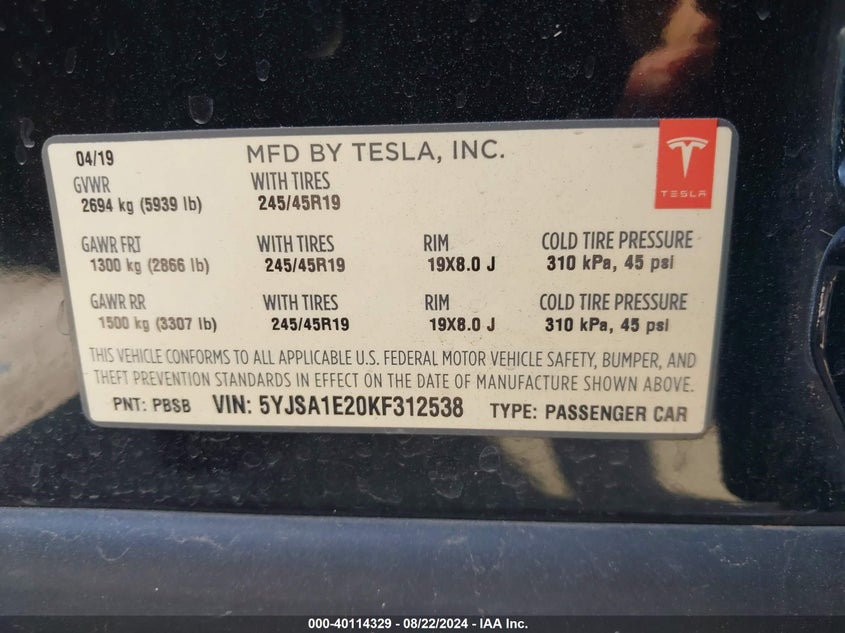 04/19
MFD BY TESLA, INC.
TESLA
GVWR WITH TIRES
2694 kg (5939 lb) 245/45R19
GAWR FRT WITH TIRES RIM COLD TIRE PRESSURE
1300 kg (2866 lb) 245/45R19 19X8.0 J 310 kPa, 45 psi
GAWR RR WITH TIRES RIM COLD TIRE PRESSURE
1500 kg (3307 lb) 245/45R19 19X8.0 J 310 kPa, 45 psi
THIS VEHICLE CONFORMS TO ALL APPLICABLE U.S. FEDERAL MOTOR VEHICLE SAFETY, BUMPER, AND
THEFT PREVENTION STANDARDS IN EFFECT ON THE DATE OF MANUFACTURE SHOWN ABOVE.
PNT: PBSB VIN: 5YJSA1E20KF312538 TYPE: PASSENGER CAR
000-40114329 - 08/22/2024 - IAA Inc.